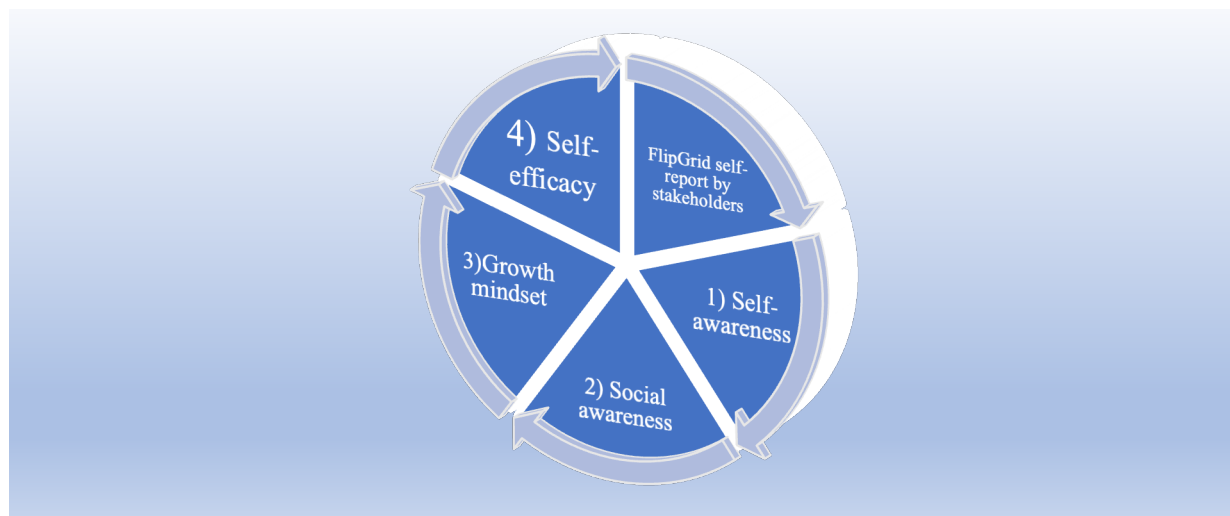 FlipGrid self-
report by
stakeholders
1) Self-
awareness
2) Social
awareness
3)Growth
mindset
4) Self-
efficacy